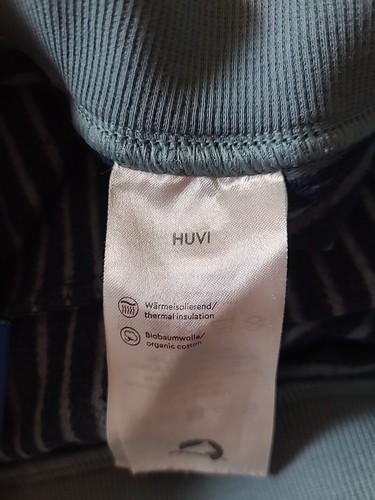 HUVI
Wärmeisolierend/
thermal insulation
Biobaumwolle/
organic cotton